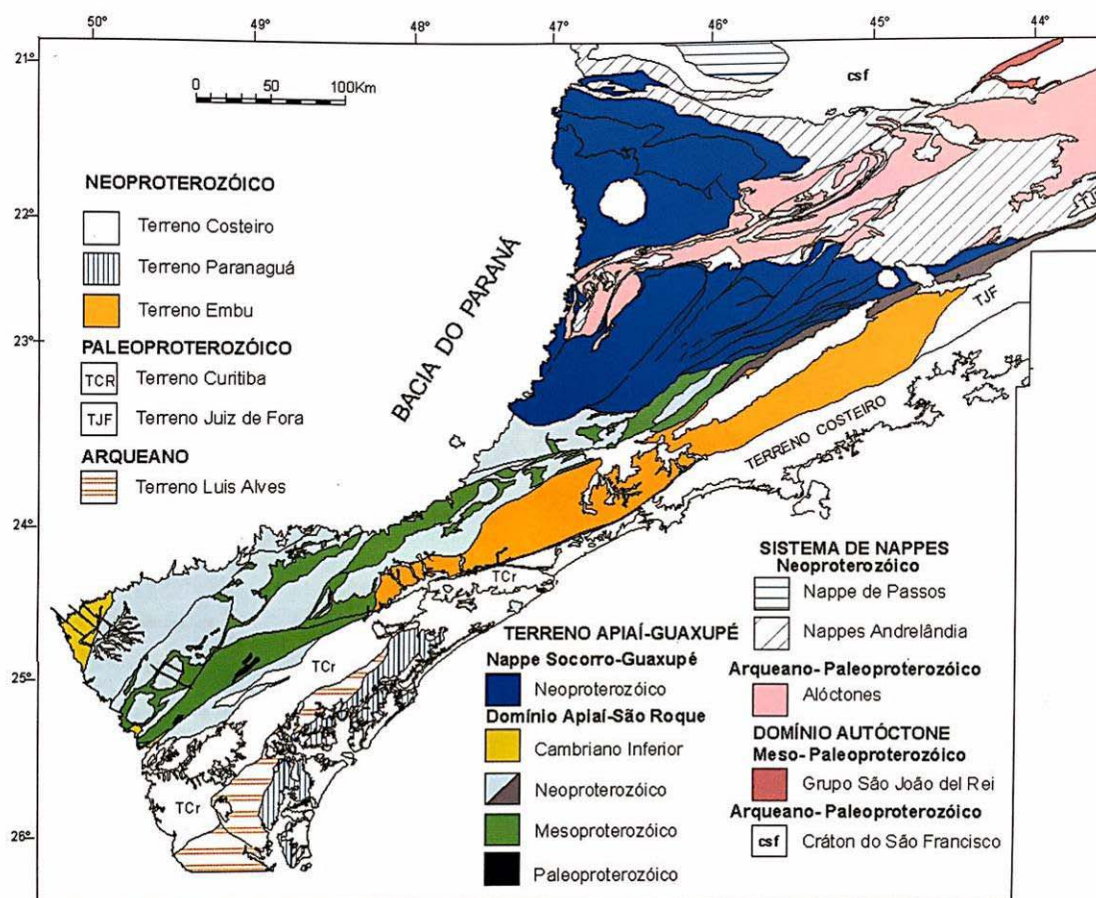 50°
49°
48°
47°
46°
45°
44°
21°
22°
23°
24°
25°
26°
0 50 100Km
csf
BACIA DO PARANÁ
TJF
TERRENO COSTEIRO
TCr
TCr
TCr
NEOPROTEROZÓICO
Terreno Costeiro
Terreno Paranaguá
Terreno Embu
PALEOPROTEROZÓICO
TCR Terreno Curitiba
TJF Terreno Juiz de Fora
ARQUEANO
Terreno Luis Alves
TERRENO APIAÍ-GUAXUPÉ
Nappe Socorro-Guaxupé
Neoproterozóico
Domínio Apiaí-São Roque
Cambriano Inferior
Neoproterozóico
Mesoproterozóico
Paleoproterozóico
SISTEMA DE NAPPES
Neoproterozóico
Nappe de Passos
Nappes Andrelândia
Arqueano- Paleoproterozóico
Alóctones
DOMÍNIO AUTÓCTONE
Meso- Paleoproterozóico
Grupo São João del Rei
Arqueano- Paleoproterozóico
csf Cráton do São Francisco